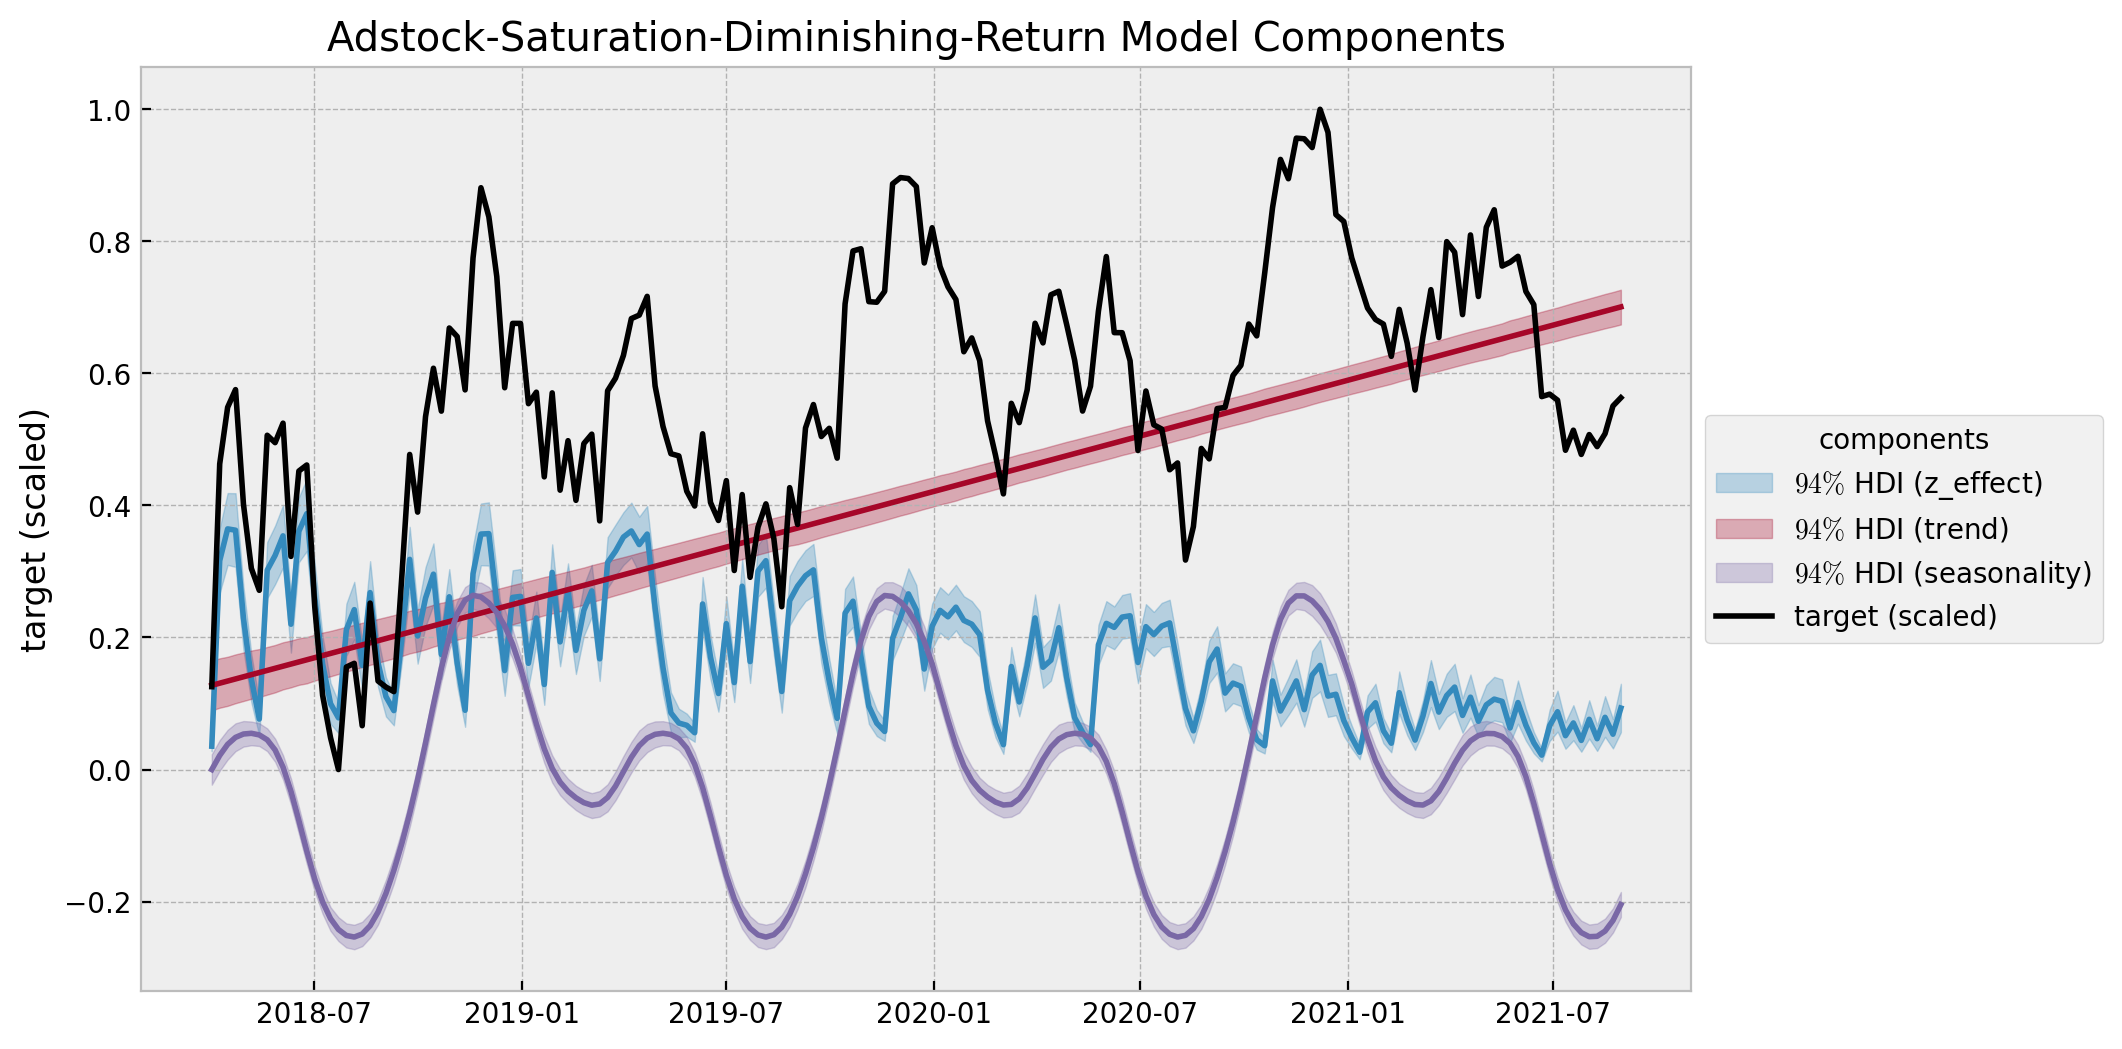 Adstock-Saturation-Diminishing-Return Model Components
target (scaled)
1.0
0.8
0.6
0.4
0.2
0.0
−0.2
2018-07 2019-01 2019-07 2020-01 2020-07 2021-01 2021-07
components
94% HDI (z_effect)
94% HDI (trend)
94% HDI (seasonality)
target (scaled)